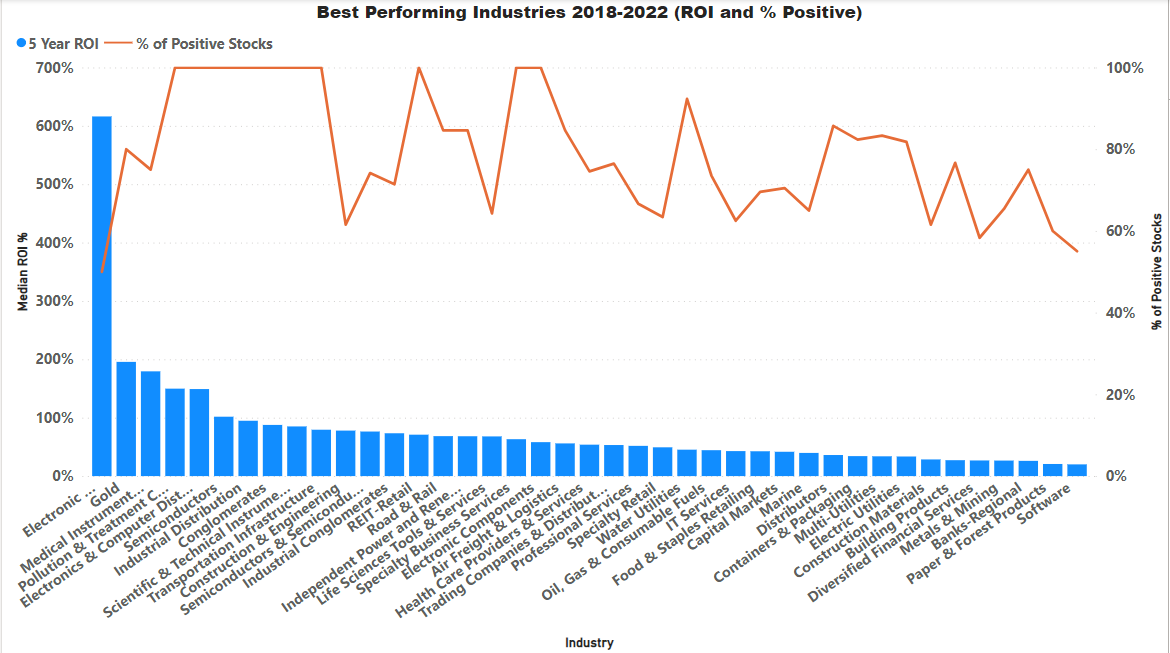 Best Performing Industries 2018-2022 (ROI and % Positive)
5 Year ROI % of Positive Stocks
700% 100%
600%
80%
500%
60%
400%
300%
40%
200%
20%
100%
0% 0%
Median ROI %
% of Positive Stocks
Electronic ...
Gold
Medical Instrument...
Pollution & Treatment C...
Electronics & Computer Dist...
Semiconductors
Industrial Distribution
Conglomerates
Scientific & Technical Instrume...
Transportation Infrastructure
Construction & Engineering
Semiconductors & Semicondu...
Industrial Conglomerates
REIT-Retail
Road & Rail
Independent Power and Rene...
Life Sciences Tools & Services
Specialty Business Services
Electronic Components
Air Freight & Logistics
Health Care Providers & Services
Trading Companies & Distribut...
Professional Services
Specialty Retail
Water Utilities
Oil, Gas & Consumable Fuels
IT Services
Food & Staples Retailing
Capital Markets
Marine
Distributors
Containers & Packaging
Multi-Utilities
Electric Utilities
Construction Materials
Building Products
Diversified Financial Services
Metals & Mining
Banks-Regional
Paper & Forest Products
Software
Industry